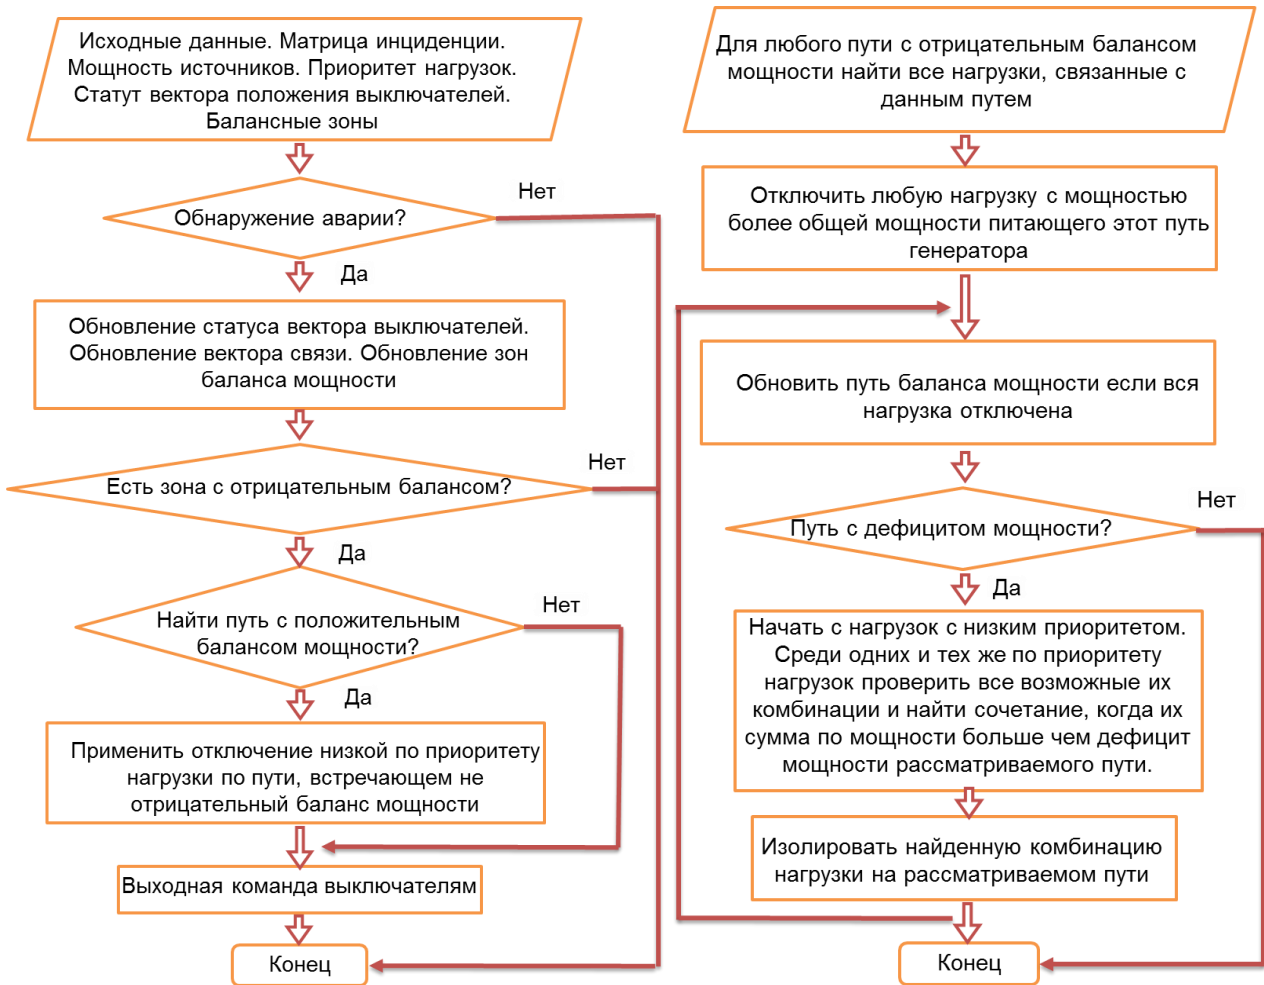 Исходные данные. Матрица инциденции.
Мощность источников. Приоритет нагрузок.
Статут вектора положения выключателей.
Балансные зоны
Обнаружение аварии?
Нет
Да
Обновление статуса вектора выключателей.
Обновление вектора связи. Обновление зон
баланса мощности
Есть зона с отрицательным балансом?
Нет
Да
Найти путь с положительным
балансом мощности?
Нет
Да
Применить отключение низкой по приоритету
нагрузки по пути, встречающем не
отрицательный баланс мощности
Выходная команда выключателям
Конец
Для любого пути с отрицательным балансом
мощности найти все нагрузки, связанные с
данным путем
Отключить любую нагрузку с мощностью
более общей мощности питающего этот путь
генератора
Обновить путь баланса мощности если вся
нагрузка отключена
Путь с дефицитом мощности?
Нет
Да
Начать с нагрузок с низким приоритетом.
Среди одних и тех же по приоритету
нагрузок проверить все возможные их
комбинации и найти сочетание, когда их
сумма по мощности больше чем дефицит
мощности рассматриваемого пути.
Изолировать найденную комбинацию
нагрузки на рассматриваемом пути
Конец